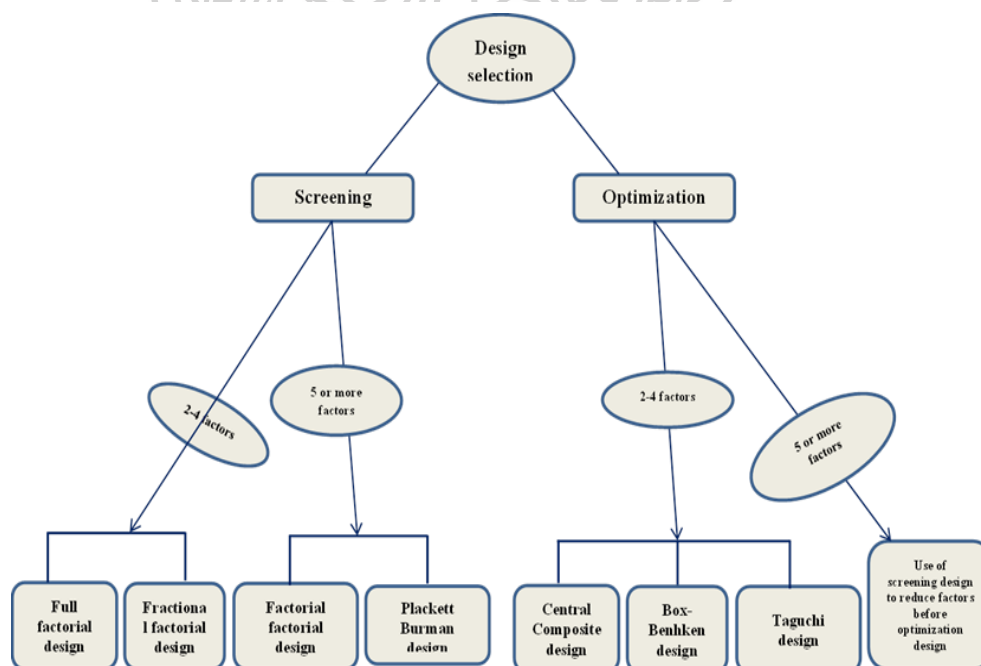 Design
selection
Screening
Optimization
2-4 factors
5 or more
factors
2-4 factors
5 or more
factors
Full
factorial
design
Fractiona
l factorial
design
Factorial
factorial
design
Plackett
Burman
design
Central
Composite
design
Box-
Benhken
design
Taguchi
design
Use of
screening design
to reduce factors
before
optimization
design